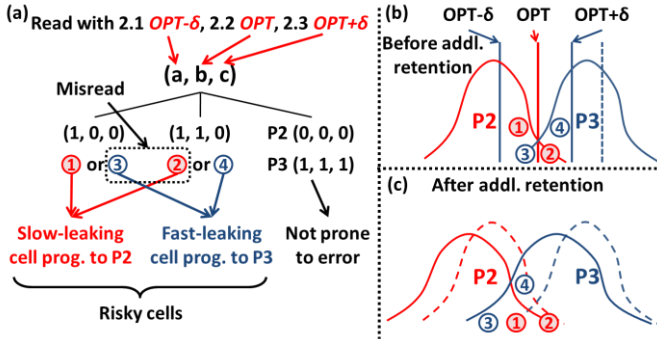 (a)
Read with 2.1 OPT-δ, 2.2 OPT, 2.3 OPT+δ
(a, b, c)
Misread
(1, 0, 0) (1, 1, 0) P2 (0, 0, 0)
① or ③ ② or ④ P3 (1, 1, 1)
Slow-leaking
cell prog. to P2
Fast-leaking
cell prog. to P3
Not prone
to error
Risky cells
(b) OPT-δ OPT OPT+δ
Before addl.
retention
P2 ① ④ P3
③ ②
(c) After addl. retention
P2 ④ P3
③ ① ②